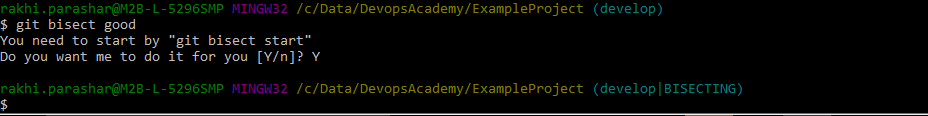 rakhi.parashar@M2B-L-5296SMP MINGW32 /c/Data/DevopsAcademy/ExampleProject (develop)
$ git bisect good
You need to start by "git bisect start"
Do you want me to do it for you [Y/n]? Y
rakhi.parashar@M2B-L-5296SMP MINGW32 /c/Data/DevopsAcademy/ExampleProject (develop|BISECTING)
$